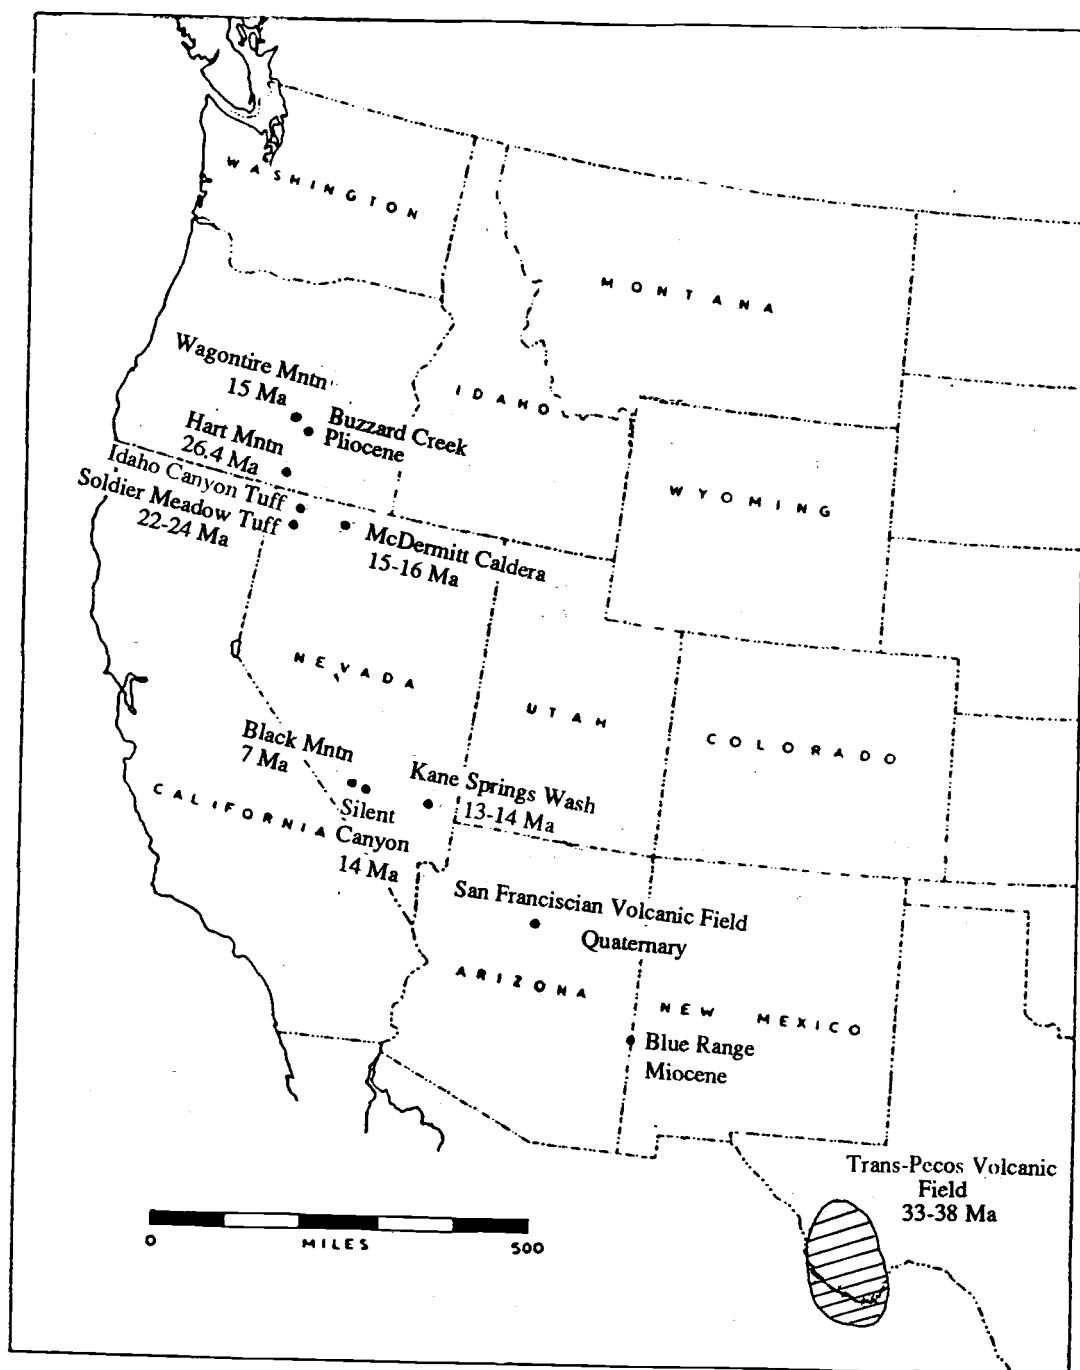 WASHINGTON
MONTANA
Wagontire Mntn
15 Ma
IDAHO
Buzzard Creek
Pliocene
Hart Mntn
26.4 Ma
Idaho Canyon Tuff
Soldier Meadow Tuff
22-24 Ma
WYOMING
McDermitt Caldera
15-16 Ma
NEVADA
UTAH
COLORADO
Black Mntn
7 Ma
Kane Springs Wash
13-14 Ma
CALIFORNIA
Silent
Canyon
14 Ma
San Franciscian Volcanic Field
Quaternary
ARIZONA
NEW MEXICO
Blue Range
Miocene
Trans-Pecos Volcanic
Field
33-38 Ma
0 MILES 500